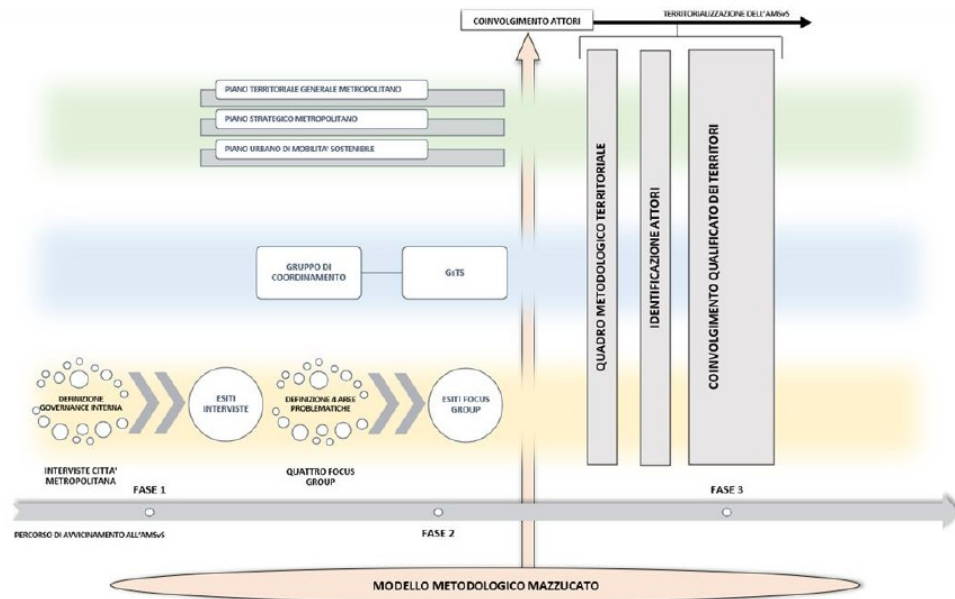 COINVOLGIMENTO ATTORI
TERRITORIALIZZAZIONE DELL'AMSvS
PIANO TERRITORIALE GENERALE METROPOLITANO
PIANO STRATEGICO METROPOLITANO
PIANO URBANO DI MOBILITA' SOSTENIBILE
GRUPPO DI
COORDINAMENTO
GsTS
QUADRO METODOLOGICO TERRITORIALE
IDENTIFICAZIONE ATTORI
COINVOLGIMENTO QUALIFICATO DEI TERRITORI
DEFINIZIONE
GOVERNANCE INTERNA
ESITI
INTERVISTE
DEFINIZIONE 4 AREE
PROBLEMATICHE
ESITI FOCUS
GROUP
INTERVISTE CITTA'
METROPOLITANA
QUATTRO FOCUS
GROUP
FASE 1
FASE 2
FASE 3
PERCORSO DI AVVICINAMENTO ALL'AMSvS
MODELLO METODOLOGICO MAZZUCATO